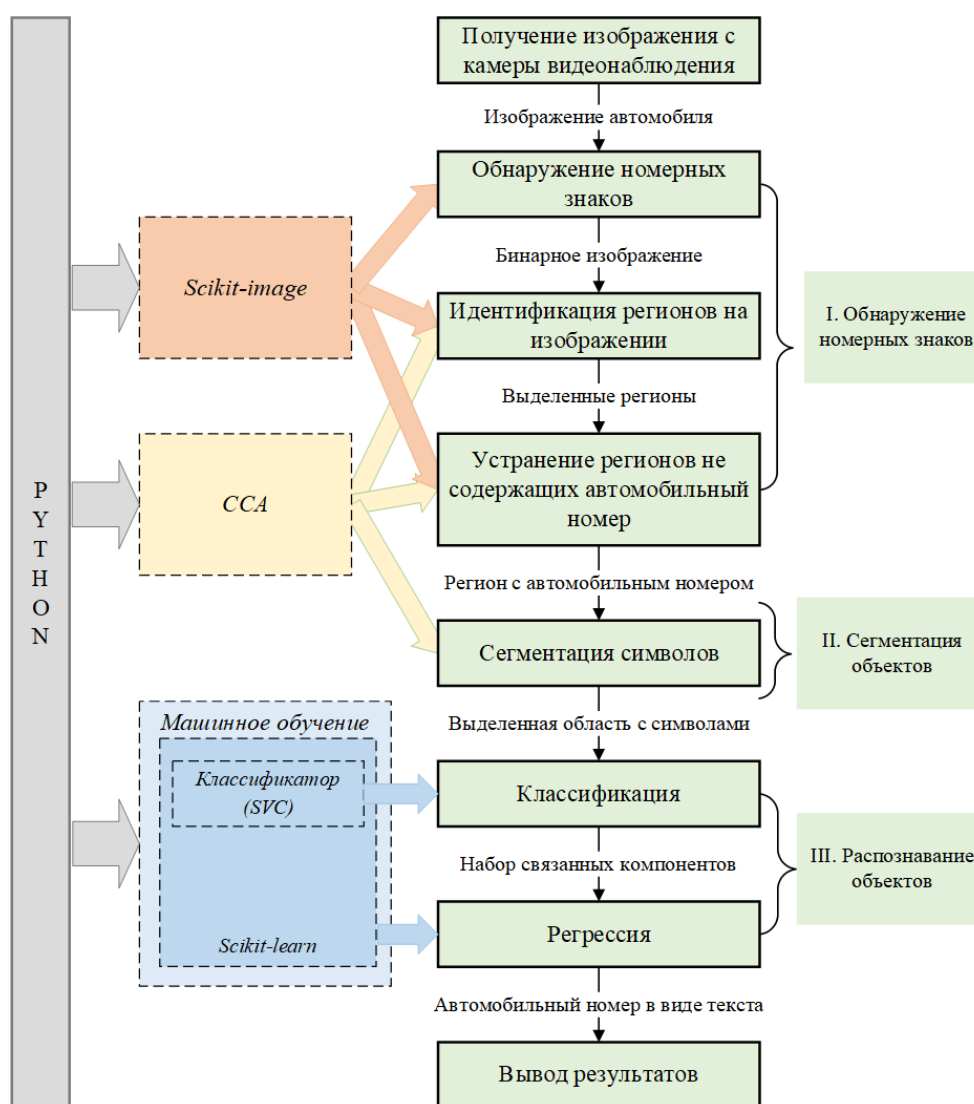 Получение изображения с
камеры видеонаблюдения
Изображение автомобиля
Обнаружение номерных
знаков
Scikit-image
Бинарное изображение
Идентификация регионов на
изображении
I. Обнаружение
номерных знаков
Выделенные регионы
Устранение регионов не
содержащих автомобильный
номер
CCA
P
Y
T
H
O
N
Регион с автомобильным номером
Сегментация символов
II. Сегментация
объектов
Выделенная область с символами
Машинное обучение
Классификатор
(SVC)
Классификация
Набор связанных компонентов
III. Распознавание
объектов
Scikit-learn
Регрессия
Автомобильный номер в виде текста
Вывод результатов